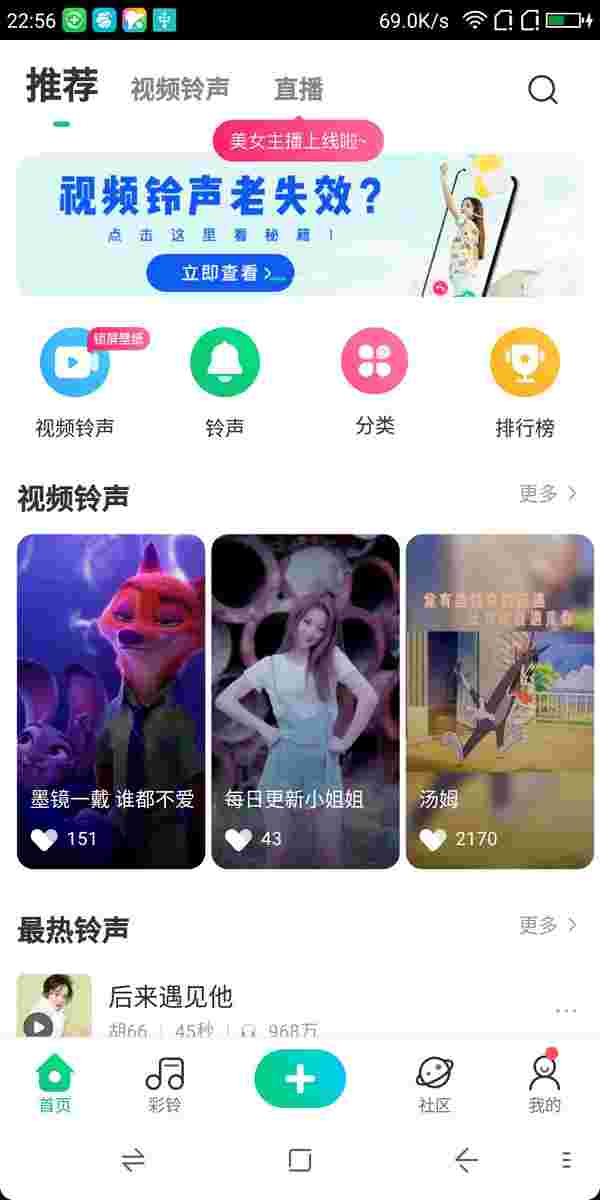 22:56
69.0K/s
推荐
视频铃声
直播
美女主播上线啦~
视频铃声老失效?
点击这里看秘籍!
立即查看
锁屏壁纸
视频铃声
铃声
分类
排行榜
视频铃声
更多
墨镜一戴 谁都不爱
151
每日更新小姐姐
43
汤姆
2170
最热铃声
更多
后来遇见他
胡66 45秒 968万
首页
彩铃
社区
我的